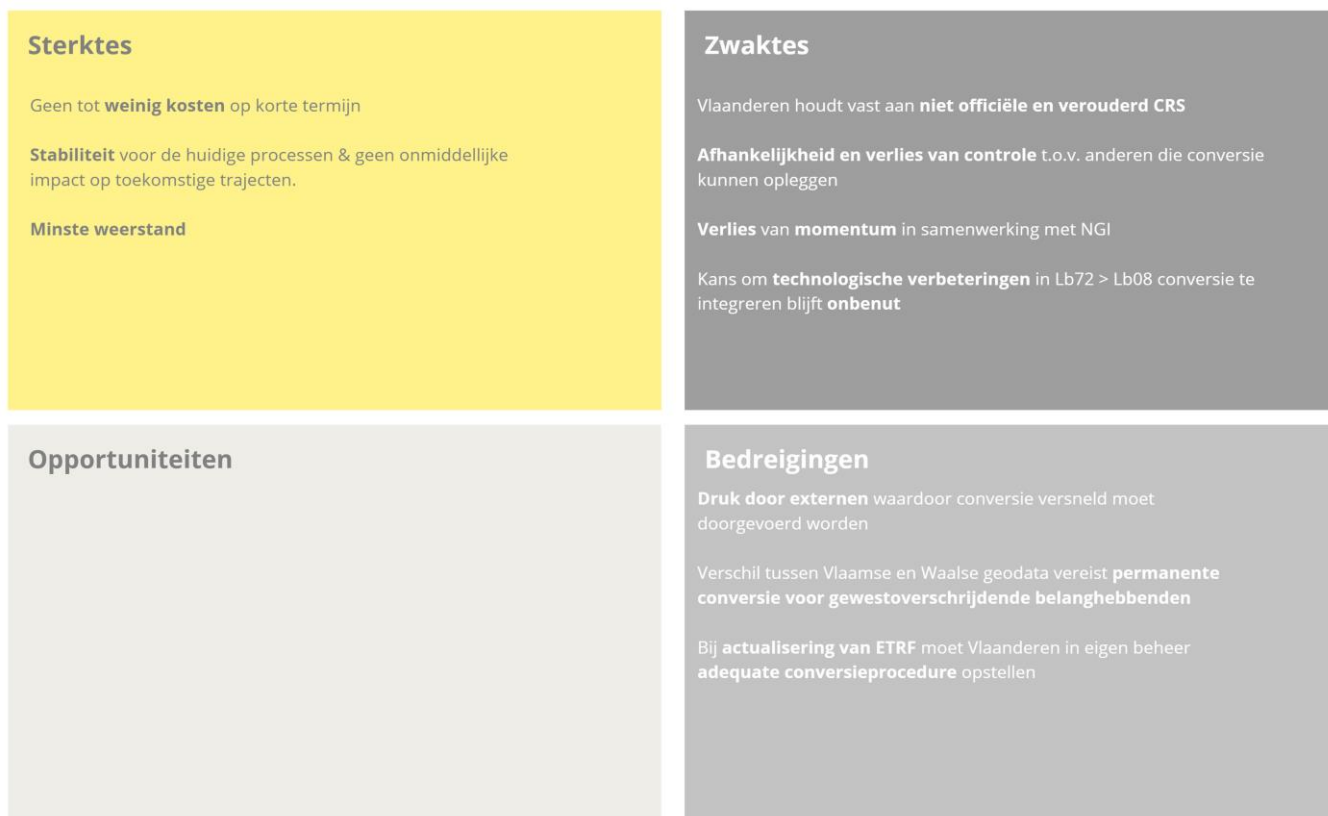 Sterktes
Geen tot weinig kosten op korte termijn
Stabiliteit voor de huidige processen & geen onmiddellijke
impact op toekomstige trajecten.
Minste weerstand
Zwaktes
Vlaanderen houdt vast aan niet officiële en verouderd CRS
Afhankelijkheid en verlies van controle t.o.v. anderen die conversie
kunnen opleggen
Verlies van momentum in samenwerking met NGI
Kans om technologische verbeteringen in Lb72 > Lb08 conversie te
integreren blijft onbenut
Opportuniteiten
Bedreigingen
Druk door externen waardoor conversie versneld moet
doorgevoerd worden
Verschil tussen Vlaamse en Waalse geodata vereist permanente
conversie voor gewestoverschrijdende belanghebbenden
Bij actualisering van ETRF moet Vlaanderen in eigen beheer
adequate conversieprocedure opstellen